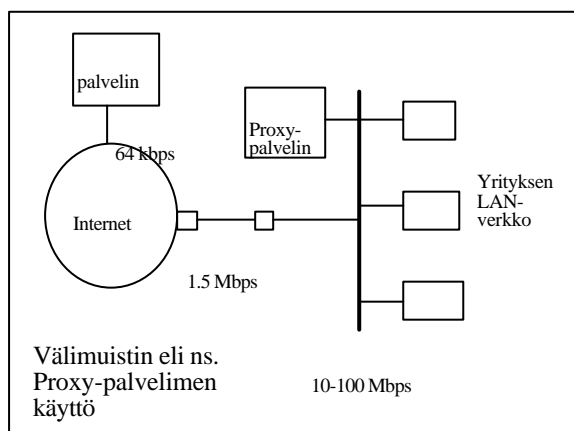 palvelin
64 kbps
Internet
1.5 Mbps
Proxy-
palvelin
Yrityksen
LAN-
verkko
10-100 Mbps
Välimuistin eli ns.
Proxy-palvelimen
käyttö